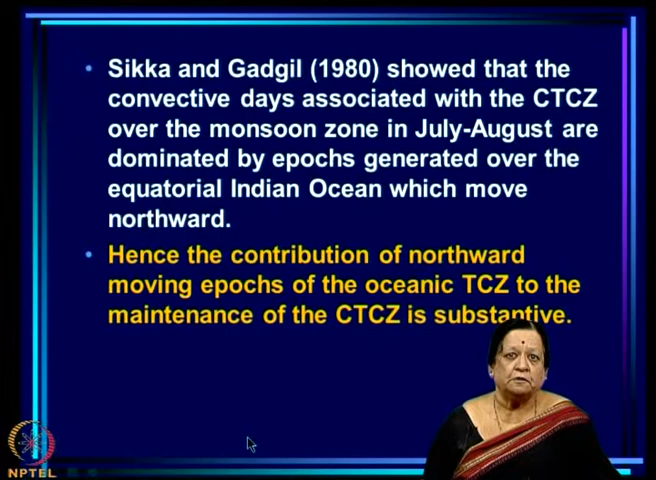 Sikka and Gadgil (1980) showed that the
convective days associated with the CTCZ
over the monsoon zone in July-August are
dominated by epochs generated over the
equatorial Indian Ocean which move
northward.
Hence the contribution of northward
moving epochs of the oceanic TCZ to the
maintenance of the CTCZ is substantive.
NPTEL